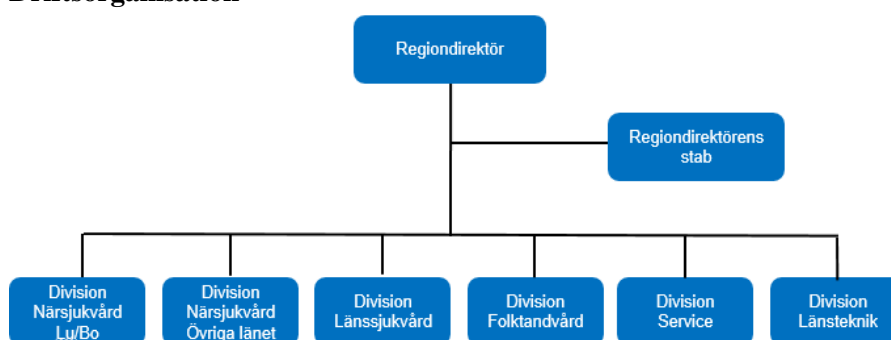 Driftsorganisation
Regiondirektör
Regiondirektörens
stab
Division
Närsjukvård
Lu/Bo
Division
Närsjukvård
Övriga länet
Division
Länssjukvård
Division
Folktandvård
Division
Service
Division
Länsteknik